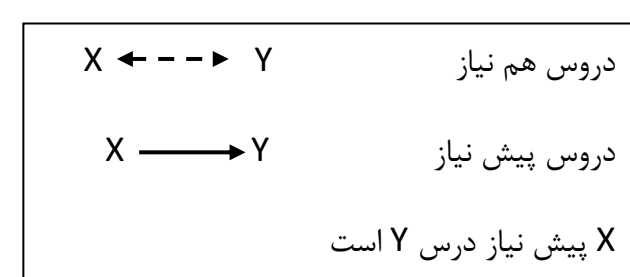 دروس هم نیاز X Y
دروس پیش نیاز X Y
X پیش نیاز درس Y است